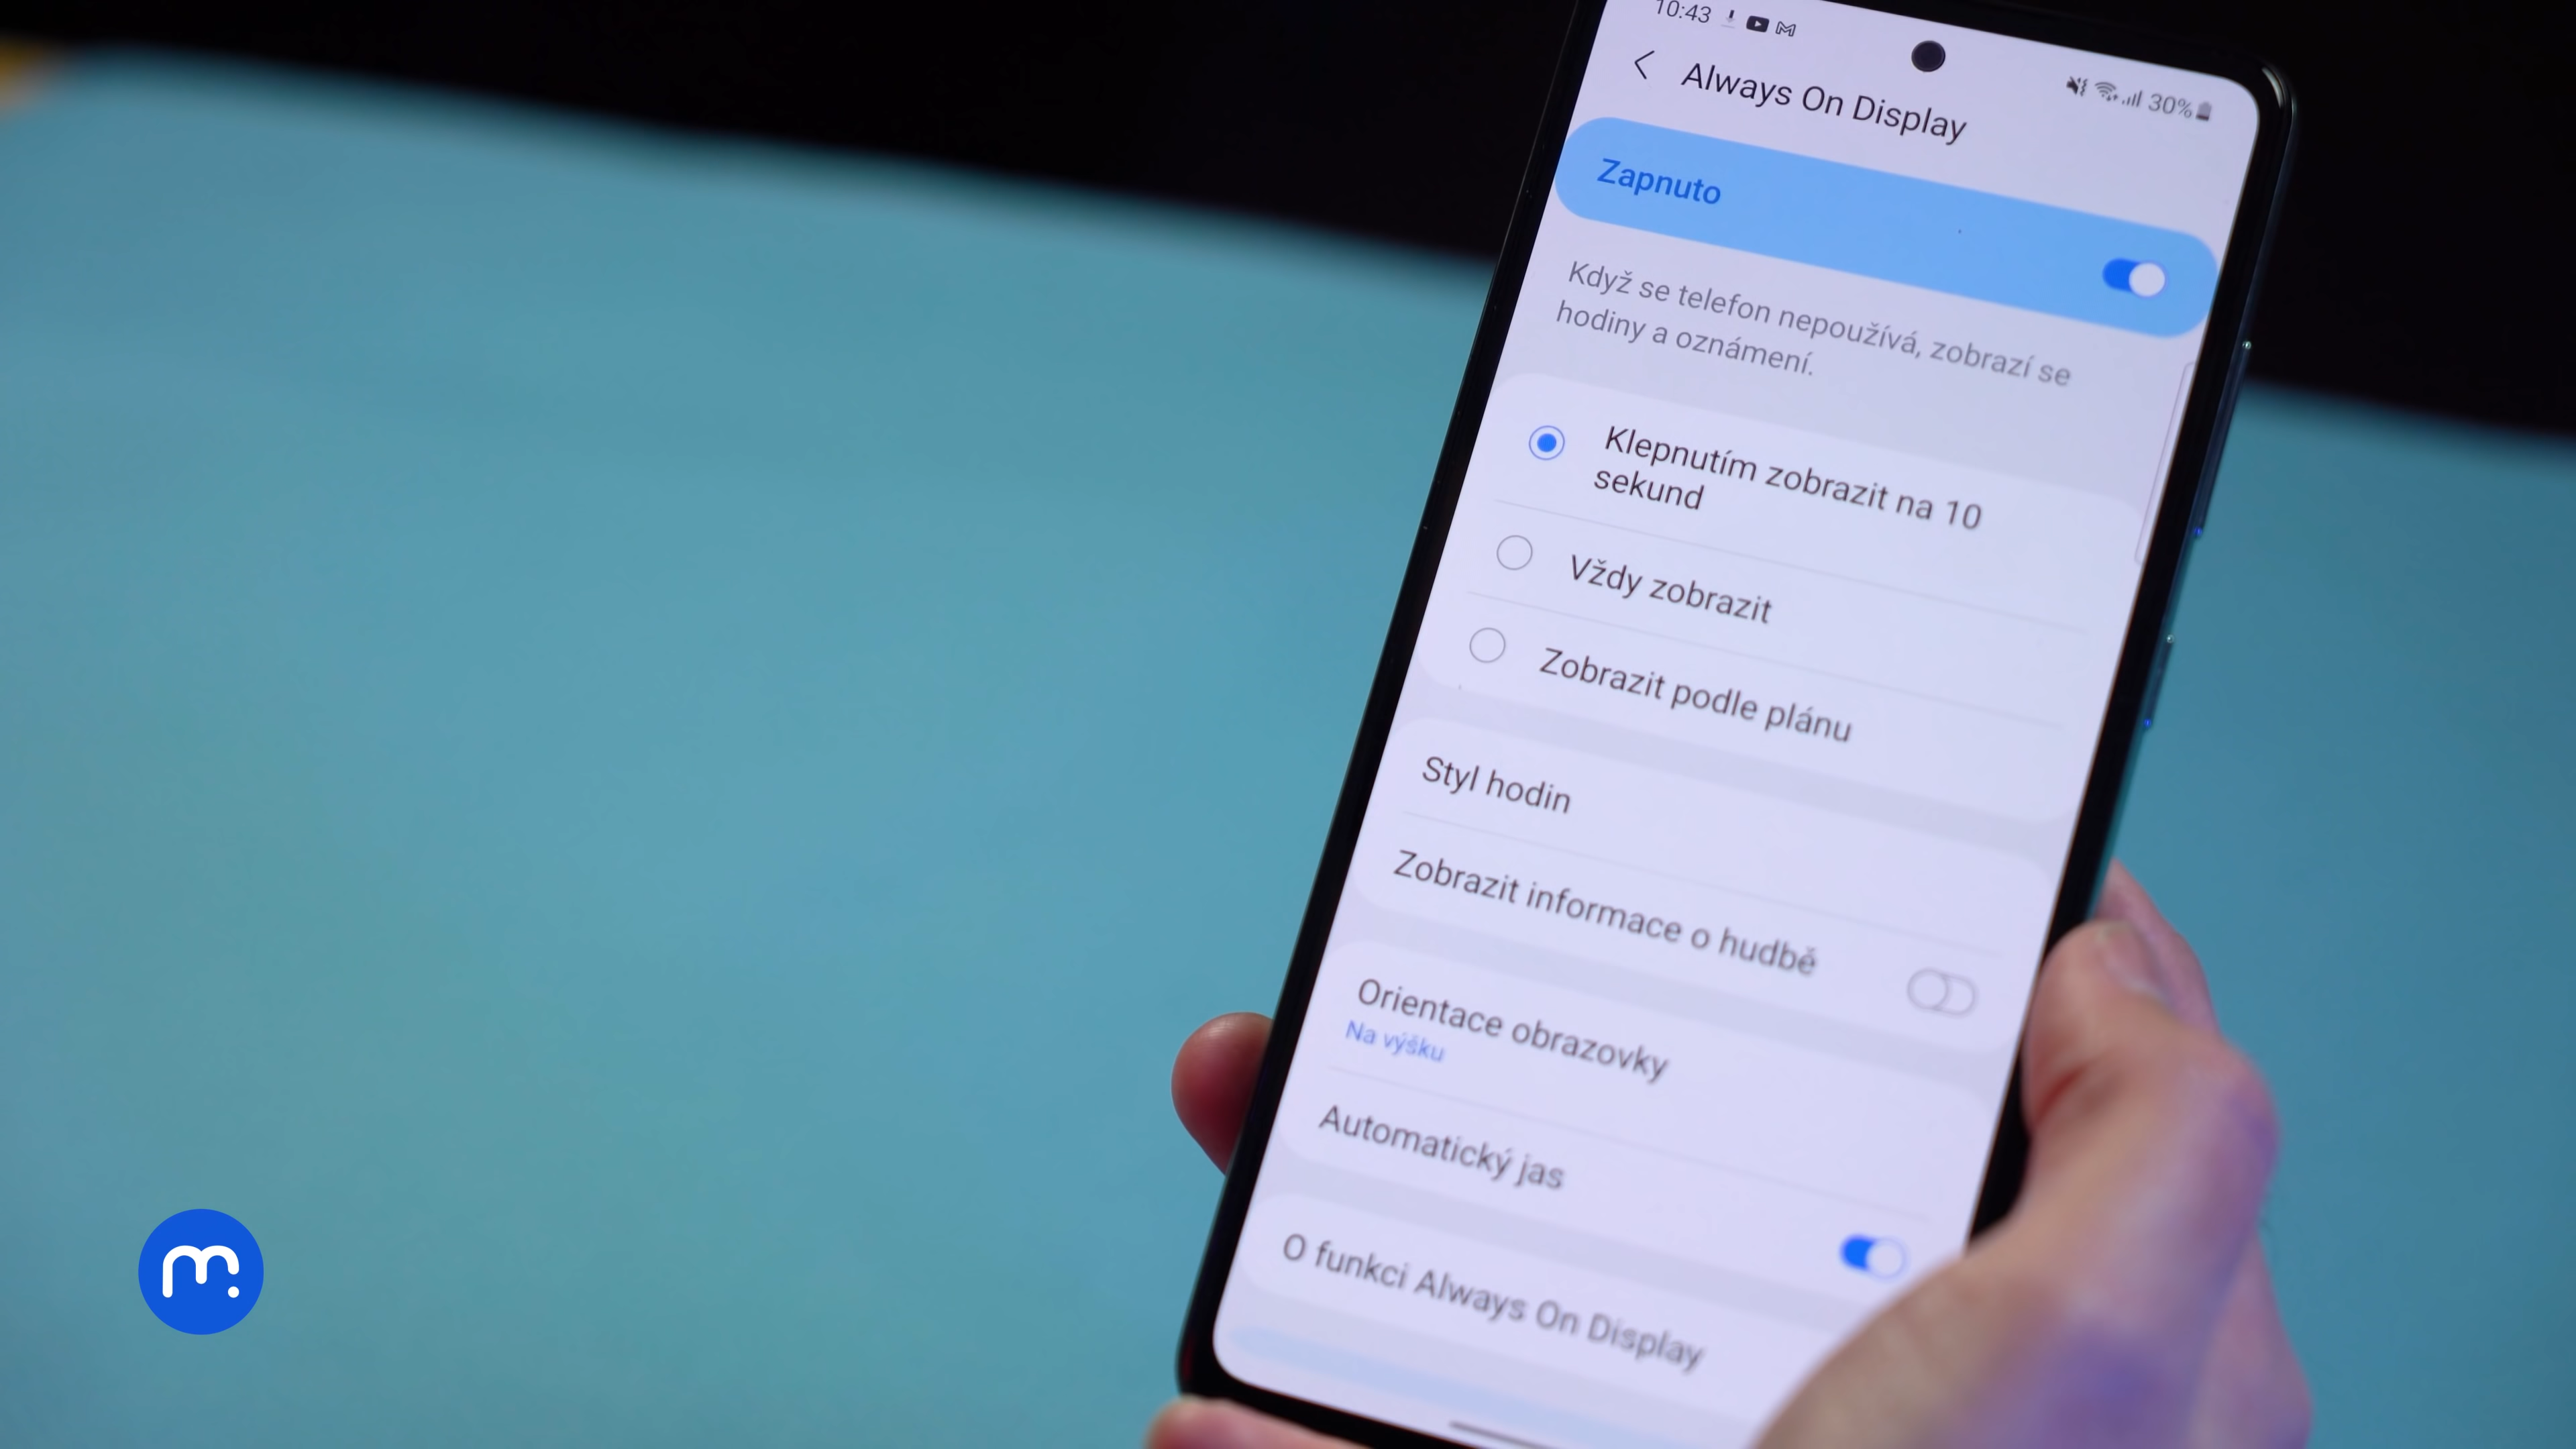 10:43
30%
Always On Display
Zapnuto
Když se telefon nepoužívá, zobrazí se
hodiny a oznámení.
Klepnutím zobrazit na 10
sekund
Vždy zobrazit
Zobrazit podle plánu
Styl hodin
Zobrazit informace o hudbě
Orientace obrazovky
Na výšku
Automatický jas
O funkci Always On Display
m.